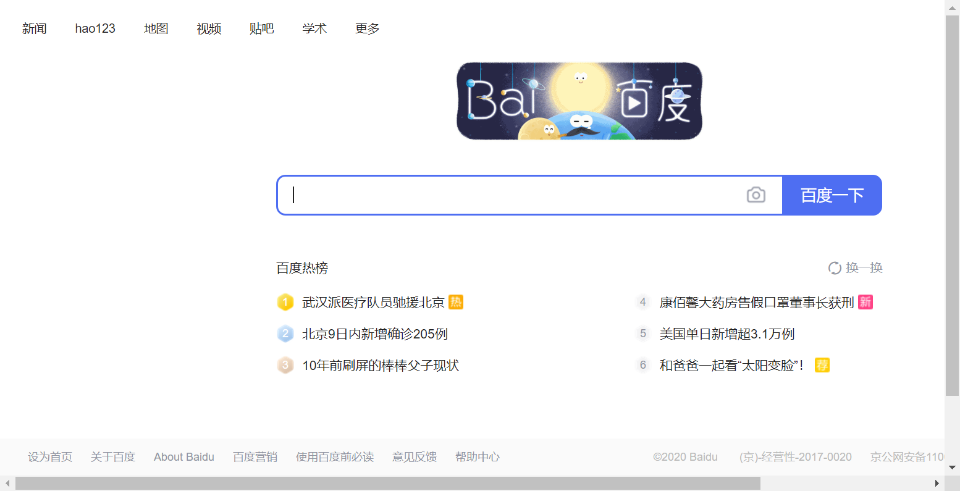 新闻 hao123 地图 视频 贴吧 学术 更多
Bai 百度
百度一下
百度热榜 换一换
1 武汉派医疗队员驰援北京 热
4 康佰馨大药房售假口罩董事长获刑 新
2 北京9日内新增确诊205例
5 美国单日新增超3.1万例
3 10年前刷屏的棒棒父子现状
6 和爸爸一起看“太阳变脸”！ 荐
设为首页 关于百度 About Baidu 百度营销 使用百度前必读 意见反馈 帮助中心 ©2020 Baidu (京)-经营性-2017-0020 京公网安备110